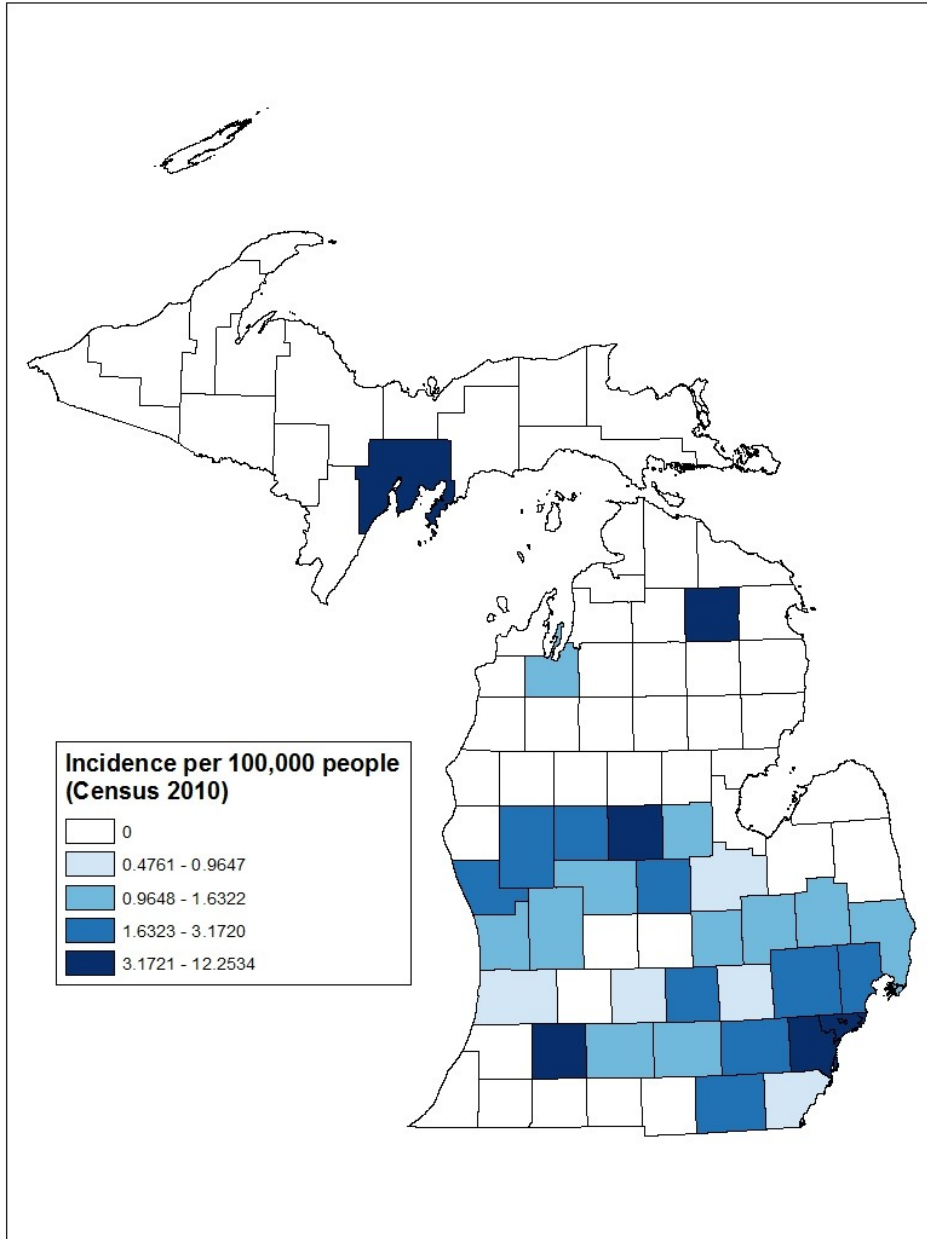 Incidence per 100,000 people
(Census 2010)
0
0.4761 - 0.9647
0.9648 - 1.6322
1.6323 - 3.1720
3.1721 - 12.2534